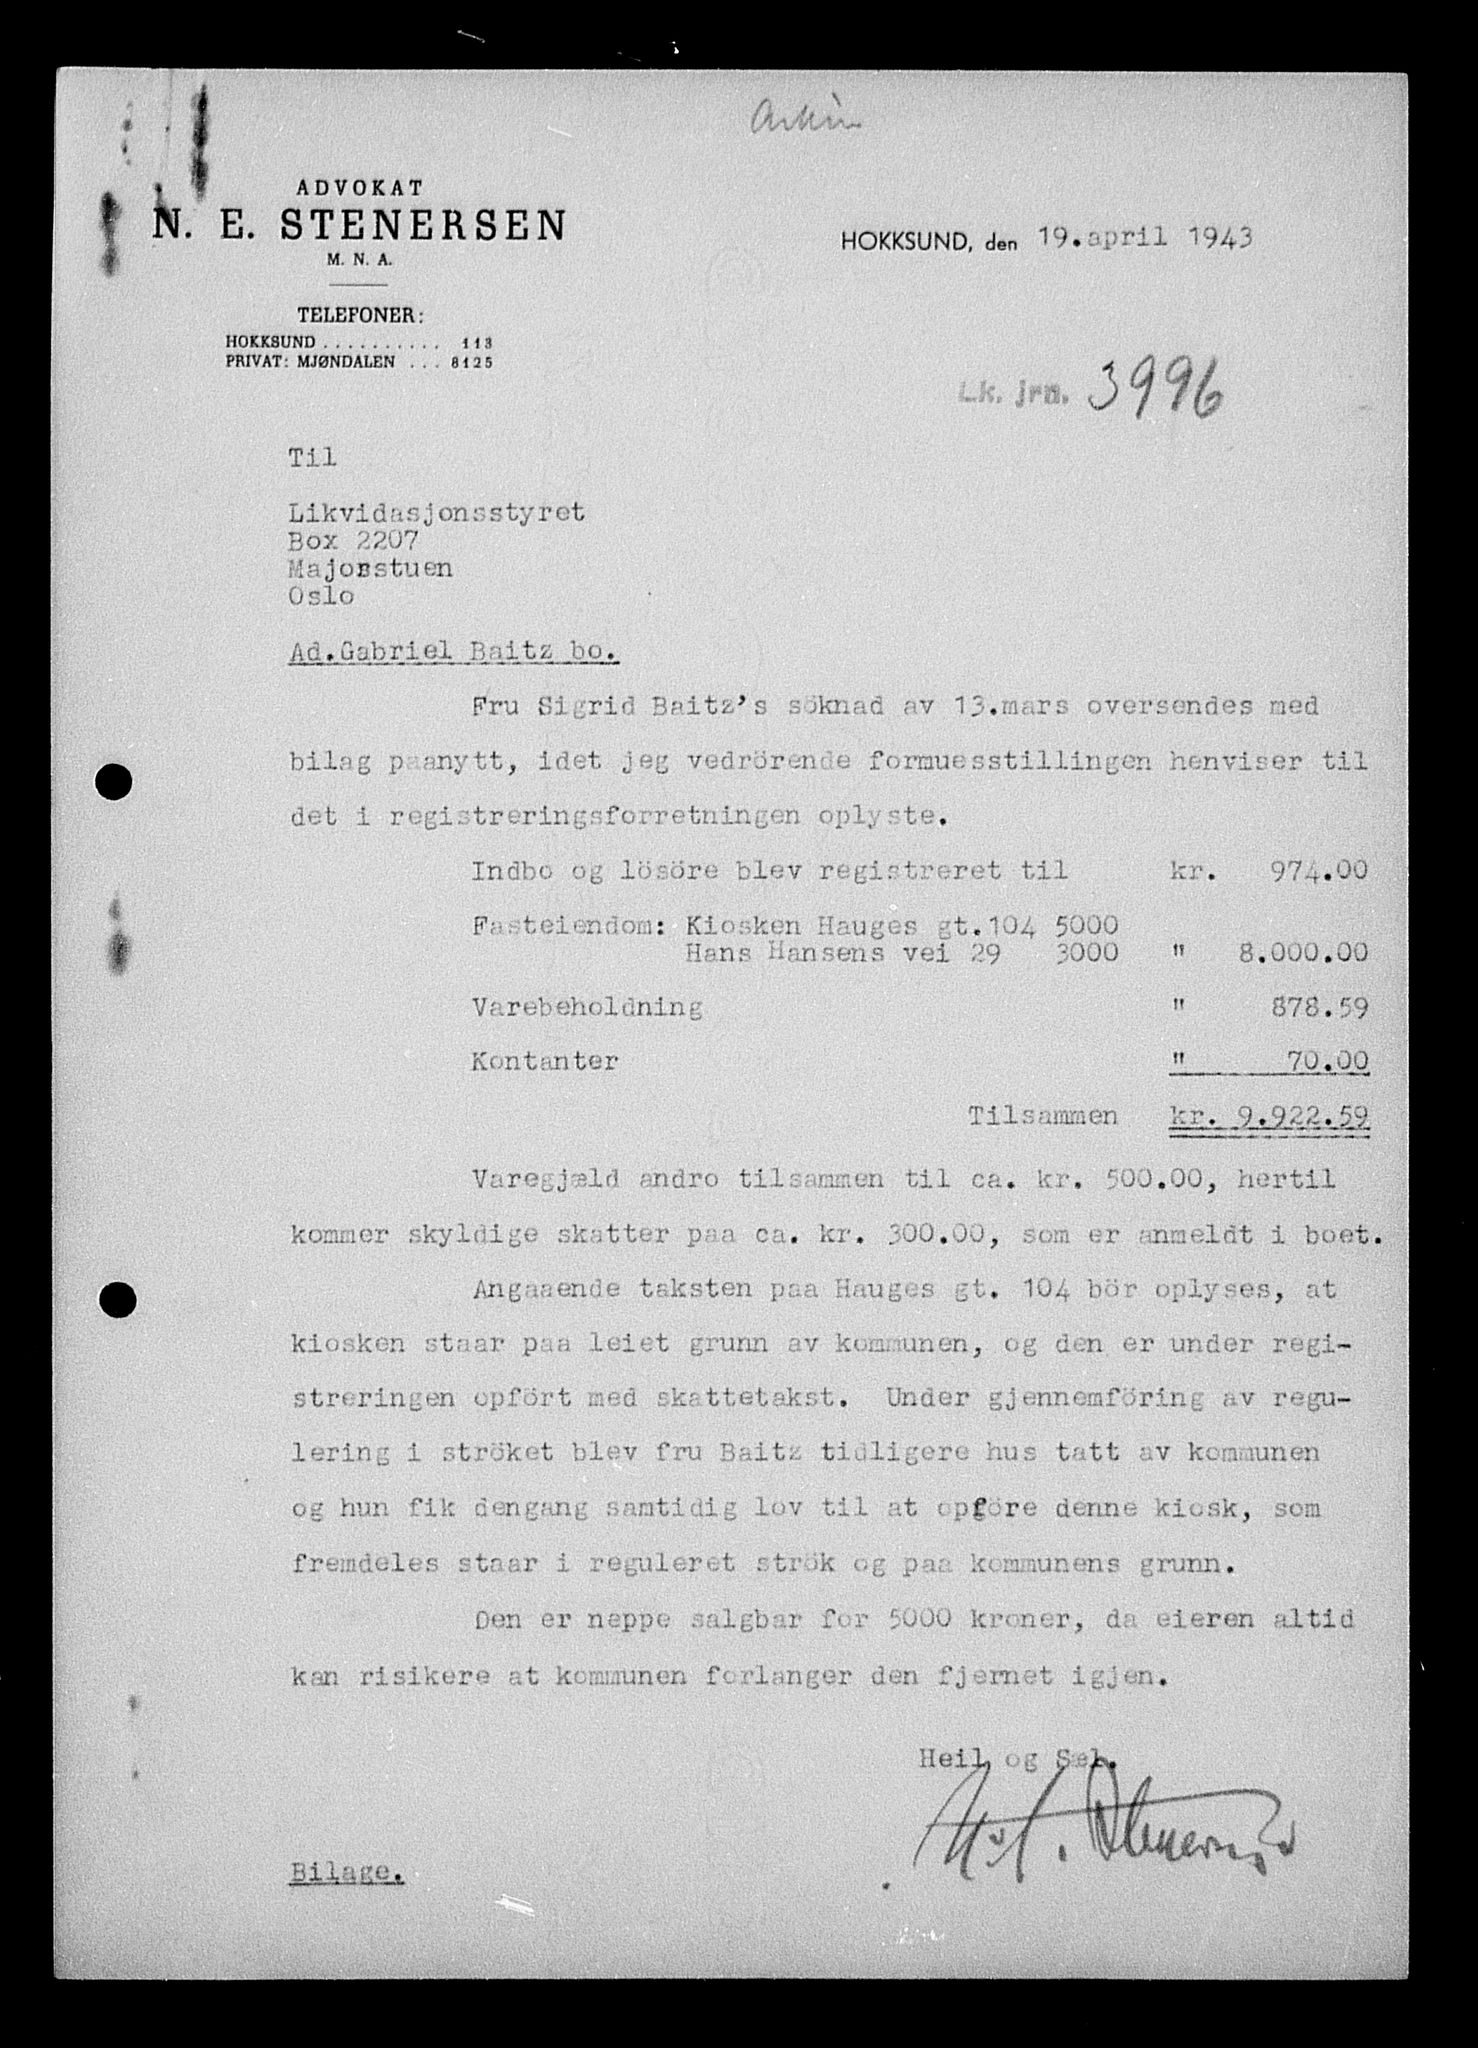 Arkiv
ADVOKAT
N. E. STENERSEN
M. N. A.
TELEFONER:
HOKKSUND . . . . . . . . . . 113
PRIVAT: MJØNDALEN . . . 8125
HOKKSUND, den 19.april 1943
Lk. jrn. 3996
Til
Likvidasjonsstyret
Box 2207
Majorstuen
Oslo
Ad.Gabriel Baitz bo.
Fru Sigrid Baitz's söknad av 13.mars oversendes med
bilag paanytt, idet jeg vedrörende formuesstillingen henviser til
det i registreringsforretningen oplyste.
Indbo og lösöre blev registreret til kr. 974.00
Fasteiendom: Kiosken Hauges gt.104 5000
Hans Hansens vei 29 3000 " 8.000.00
Varebeholdning " 878.59
Kontanter " 70.00
Tilsammen kr. 9.922.59
Varegjæld andro tilsammen til ca. kr. 500.00, hertil
kommer skyldige skatter paa ca. kr. 300.00, som er anmeldt i boet.
Angaaende taksten paa Hauges gt. 104 bör oplyses, at
kiosken staar paa leiet grunn av kommunen, og den er under regi-
streringen opfört med skattetakst. Under gjennemföring av regu-
lering i ströket blev fru Baitz tidligere hus tatt av kommunen
og hun fik dengang samtidig lov til at opföre denne kiosk, som
fremdeles staar i reguleret strök og paa kommunens grunn.
Den er neppe salgbar for 5000 kroner, da eieren altid
kan risikere at kommunen forlanger den fjernet igjen.
Heil og Sæl.
N. E. Stenersen
Bilage.